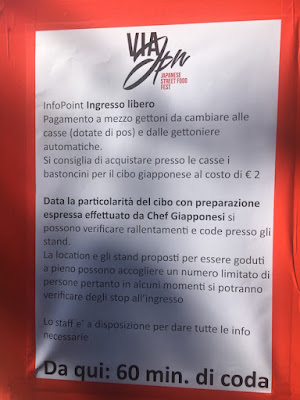 VIA
Jpn
JAPANESE
STREET FOOD
FEST
InfoPoint Ingresso libero
Pagamento a mezzo gettoni da cambiare alle
casse (dotate di pos) e dalle gettoniere
automatiche.
Si consiglia di acquistare presso le casse i
bastoncini per il cibo giapponese al costo di € 2
Data la particolarità del cibo con preparazione
espressa effettuato da Chef Giapponesi si
possono verificare rallentamenti e code presso gli
stand.
La location e gli stand proposti per essere goduti
a pieno possono accogliere un numero limitato di
persone pertanto in alcuni momenti si potranno
verificare degli stop all'ingresso
Lo staff e' a disposizione per dare tutte le info
necessarie
Da qui: 60 min. di coda